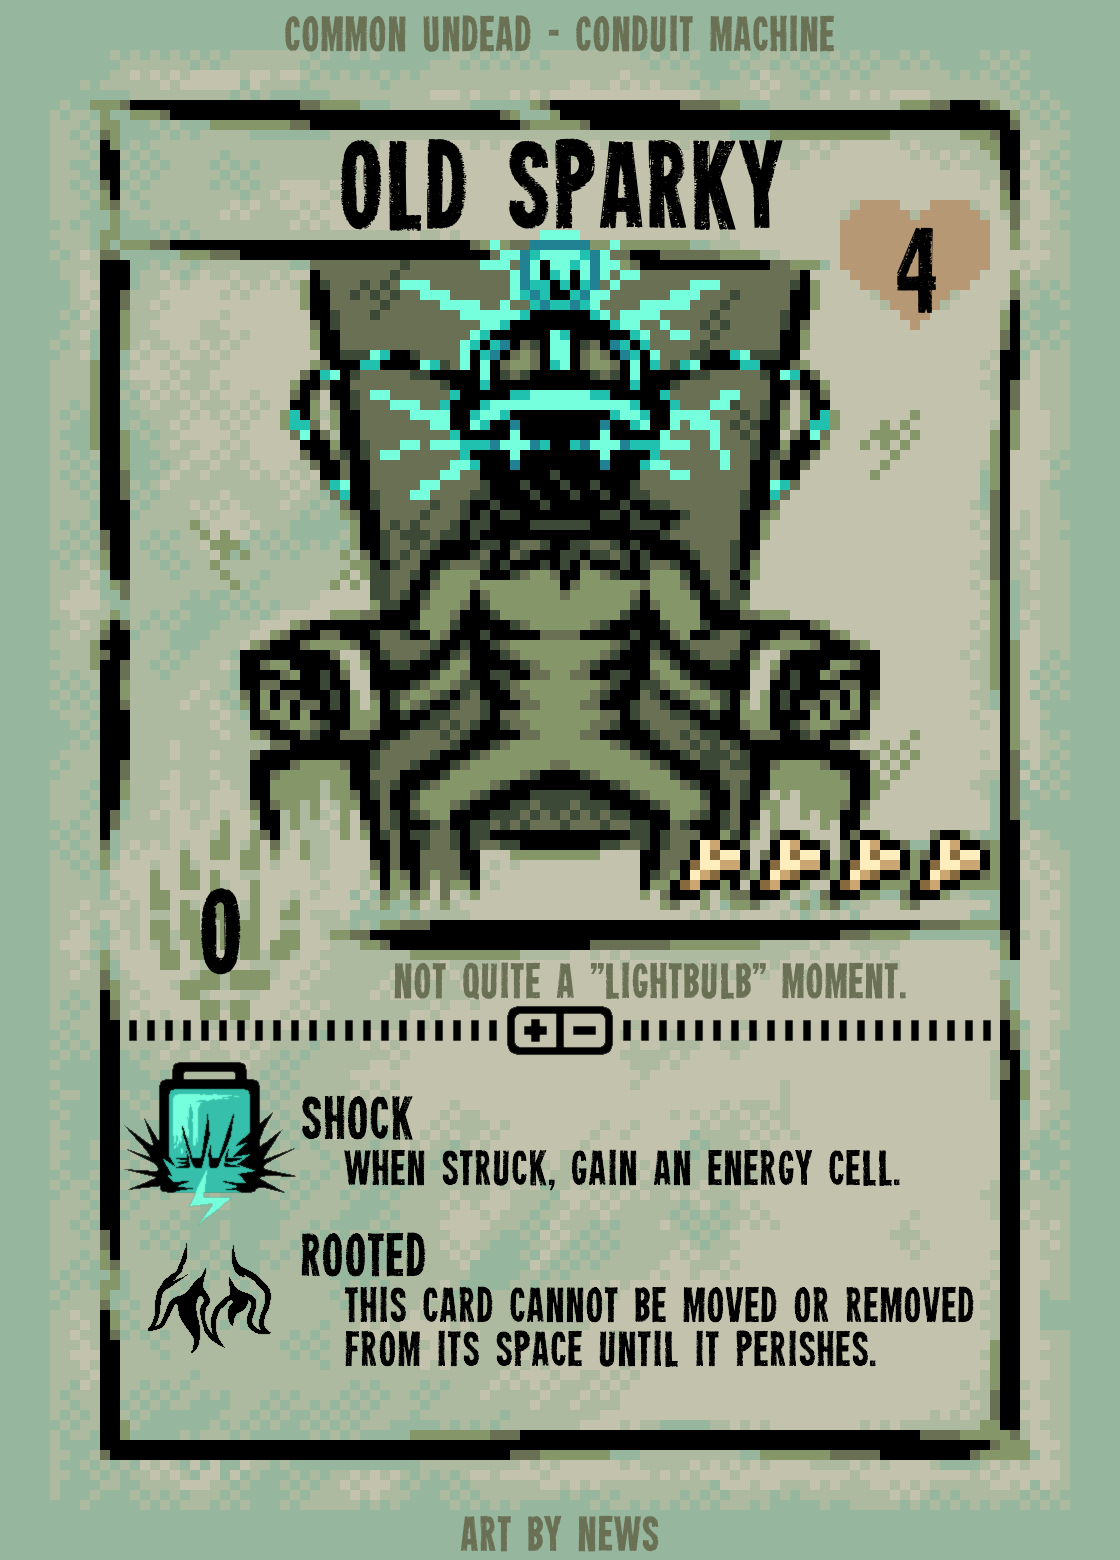 COMMON UNDEAD - CONDUIT MACHINE
OLD SPARKY
4
0
NOT QUITE A "LIGHTBULB" MOMENT.
+ -
SHOCK
WHEN STRUCK, GAIN AN ENERGY CELL.
ROOTED
THIS CARD CANNOT BE MOVED OR REMOVED
FROM ITS SPACE UNTIL IT PERISHES.
ART BY NEWS